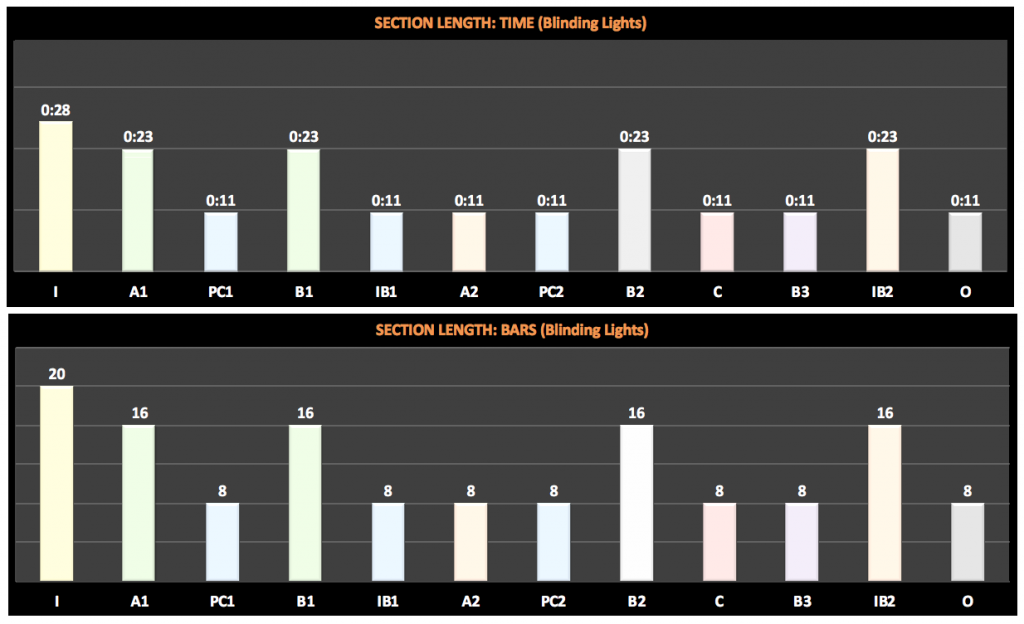 SECTION LENGTH: TIME (Blinding Lights)
0:28 0:23 0:11 0:23 0:11 0:11 0:11 0:23 0:11 0:11 0:23 0:11
I A1 PC1 B1 IB1 A2 PC2 B2 C B3 IB2 O
SECTION LENGTH: BARS (Blinding Lights)
20 16 8 16 8 8 8 16 8 8 16 8
I A1 PC1 B1 IB1 A2 PC2 B2 C B3 IB2 O